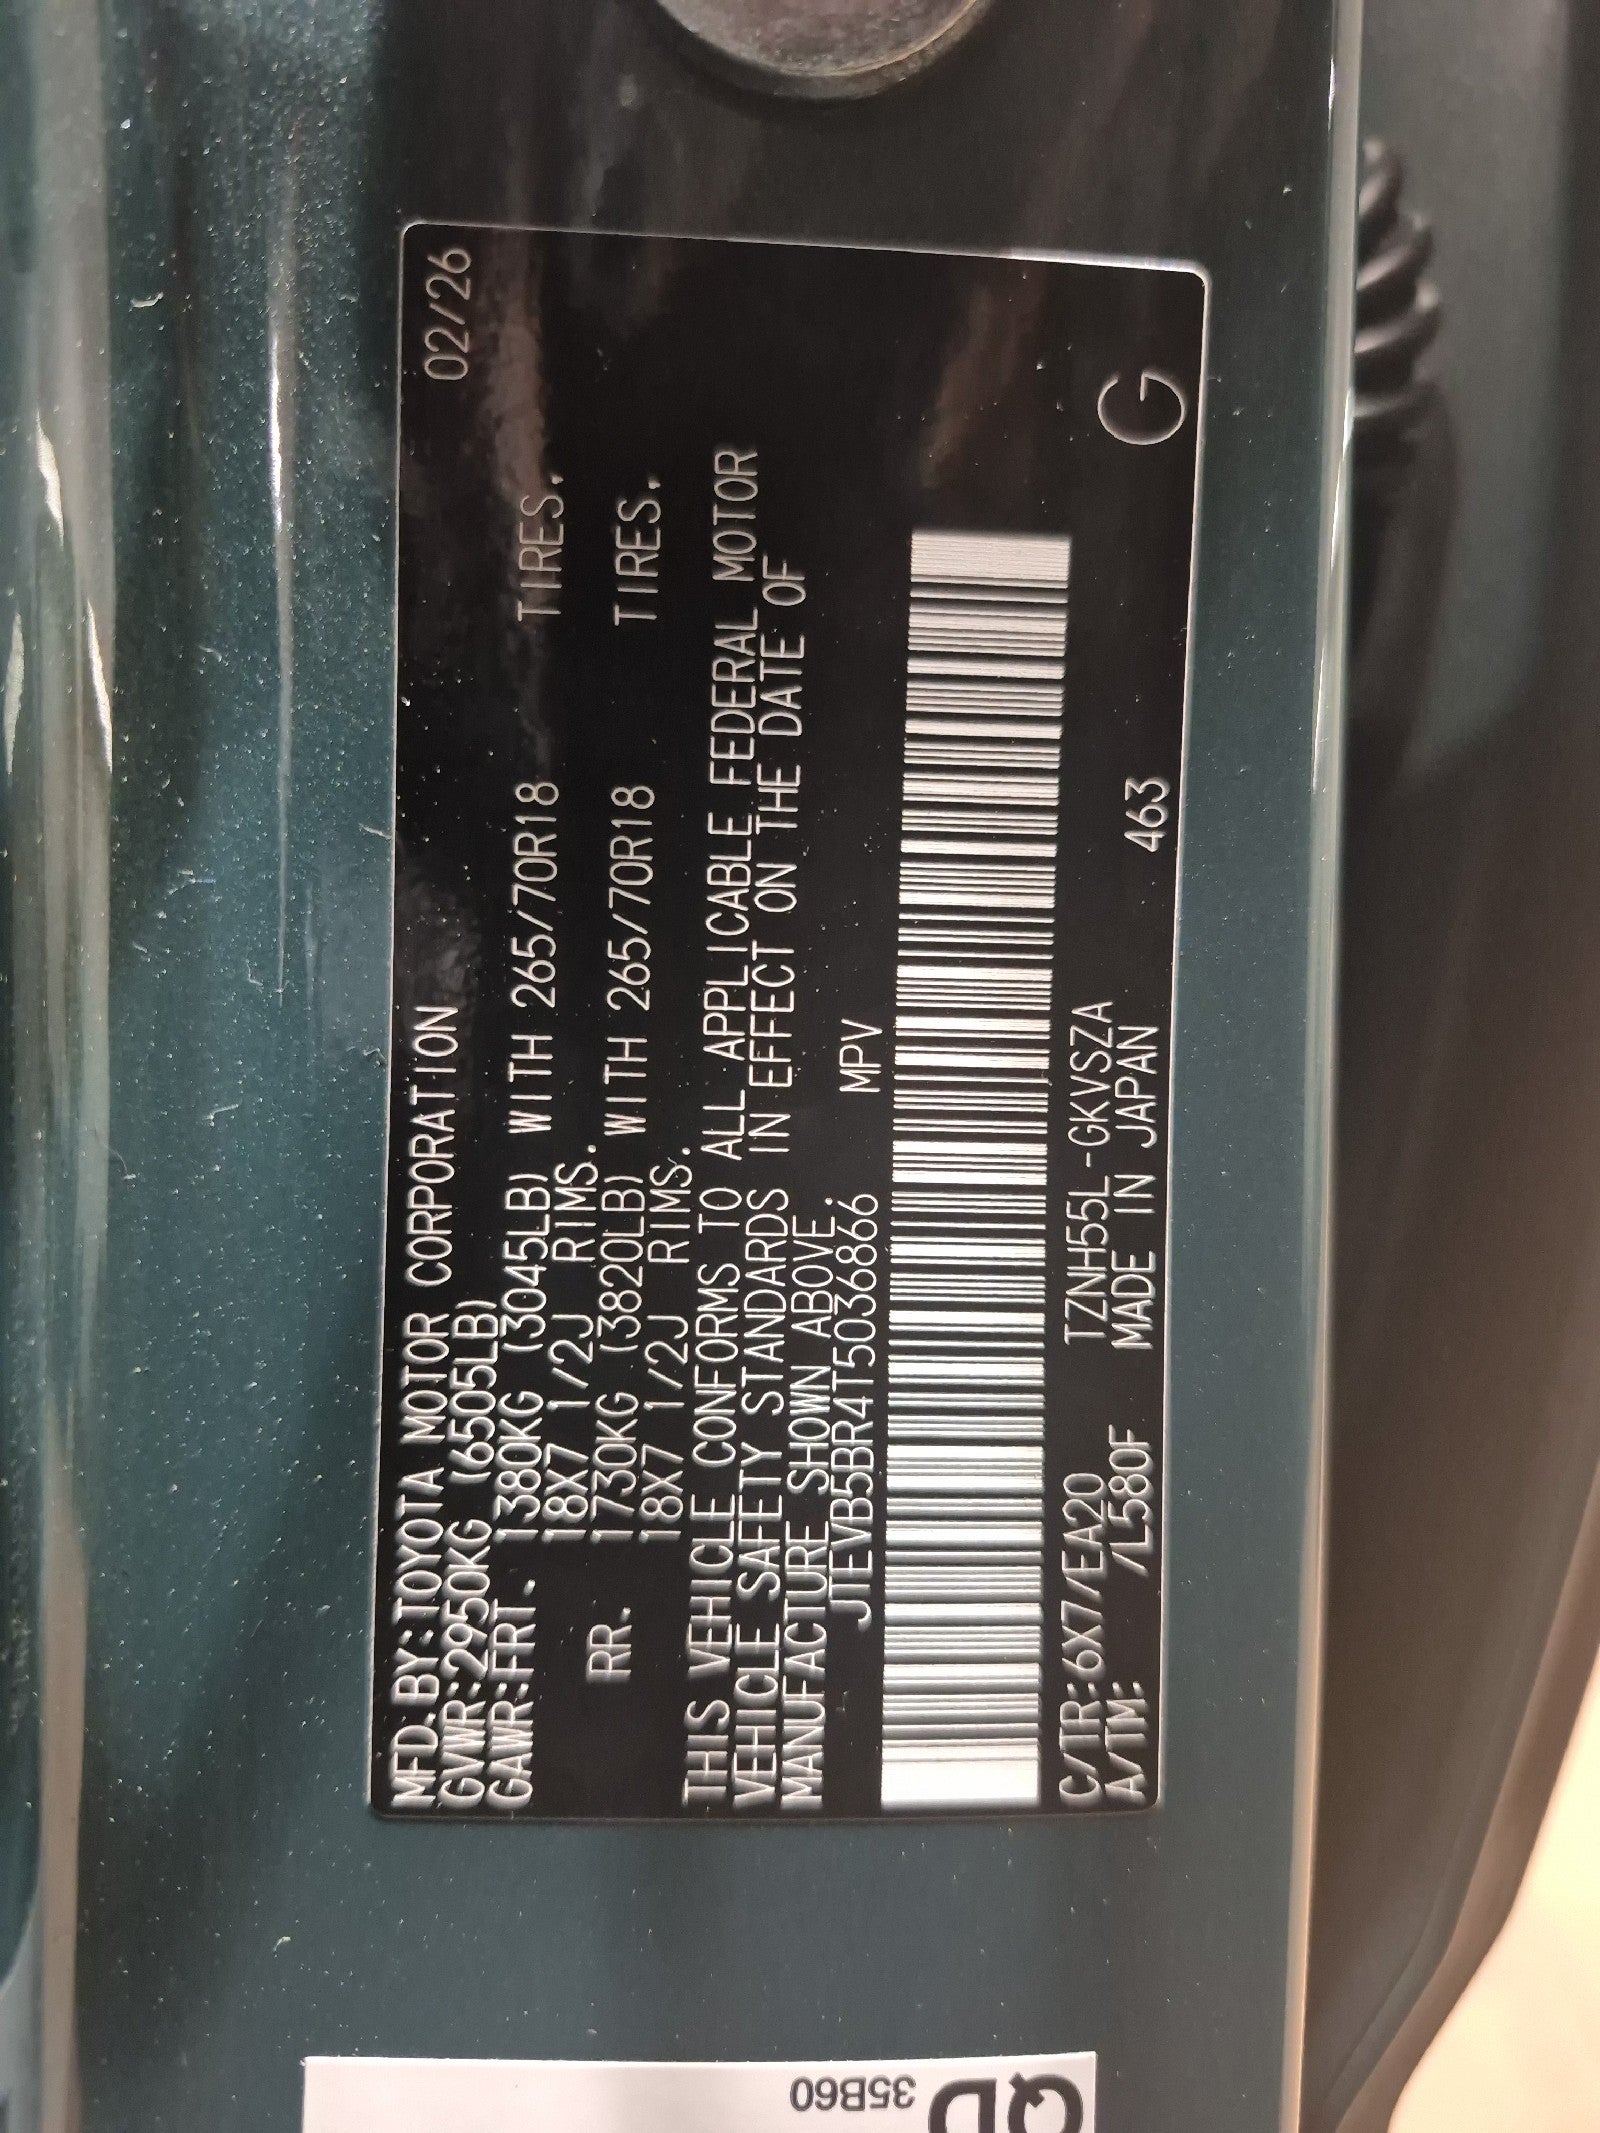 MFD.BY:TOYOTA MOTOR CORPORATION 02/26
GVWR:2950KG (6505LB)
GAWR:FRT. 1380KG (3045LB) WITH 265/70R18 TIRES.
18X7 1/2J RIMS.
RR. 1730KG (3820LB) WITH 265/70R18 TIRES.
18X7 1/2J RIMS.
THIS VEHICLE CONFORMS TO ALL APPLICABLE FEDERAL MOTOR
VEHICLE SAFETY STANDARDS IN EFFECT ON THE DATE OF
MANUFACTURE SHOWN ABOVE.
JTEVB5BR4T5036866 MPV
C/TR:6X7/EA20 TZNH55L-GKVSZA
A/TM: /L580F MADE IN JAPAN 463 G
35B60
QD